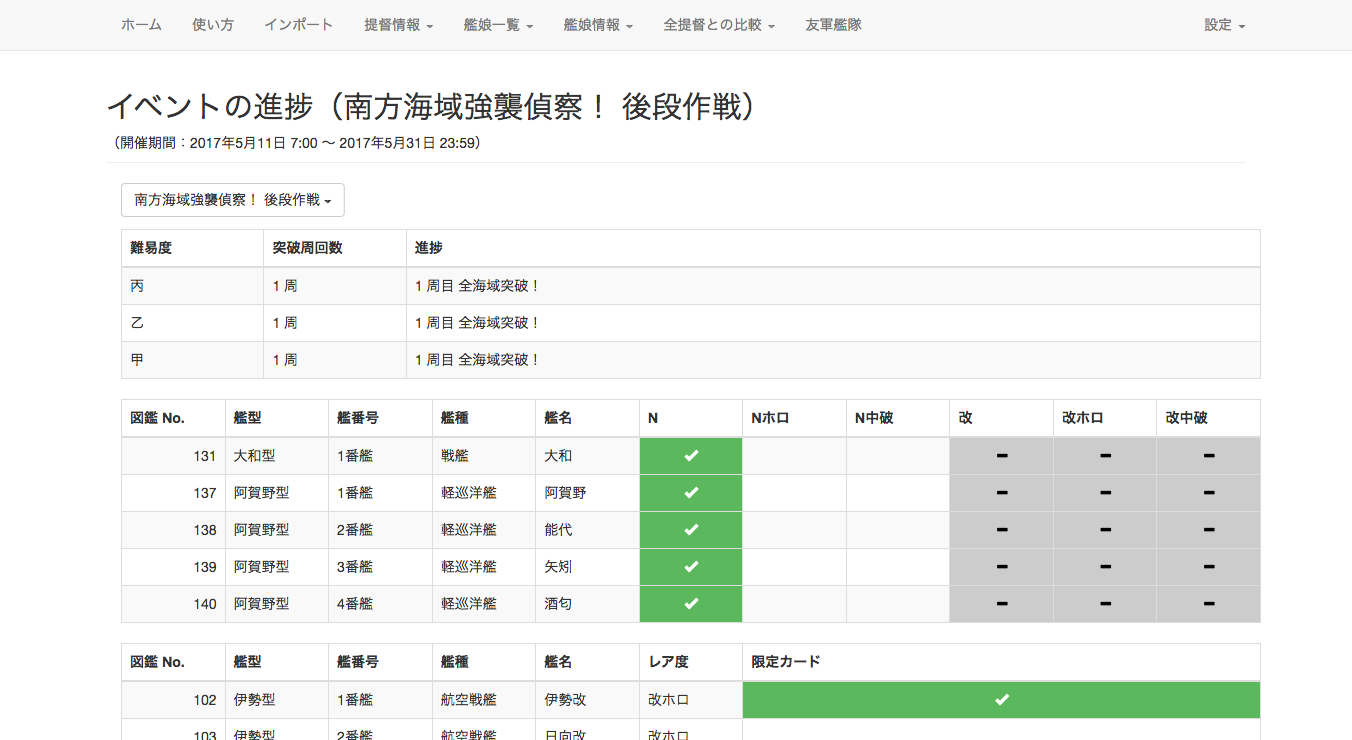 ホーム 使い方 インポート 提督情報 艦娘一覧 艦娘情報 全提督との比較 友軍艦隊 設定
イベントの進捗（南方海域強襲偵察！ 後段作戦）
（開催期間：2017年5月11日 7:00 〜 2017年5月31日 23:59）
南方海域強襲偵察！ 後段作戦
難易度 突破周回数 進捗
丙 1 周 1 周目 全海域突破！
乙 1 周 1 周目 全海域突破！
甲 1 周 1 周目 全海域突破！
図鑑 No. 艦型 艦番号 艦種 艦名 N Nホロ N中破 改 改ホロ 改中破
131 大和型 1番艦 戦艦 大和
137 阿賀野型 1番艦 軽巡洋艦 阿賀野
138 阿賀野型 2番艦 軽巡洋艦 能代
139 阿賀野型 3番艦 軽巡洋艦 矢矧
140 阿賀野型 4番艦 軽巡洋艦 酒匂
図鑑 No. 艦型 艦番号 艦種 艦名 レア度 限定カード
102 伊勢型 1番艦 航空戦艦 伊勢改 改ホロ
103 伊勢型 2番艦 航空戦艦 日向改 改ホロ